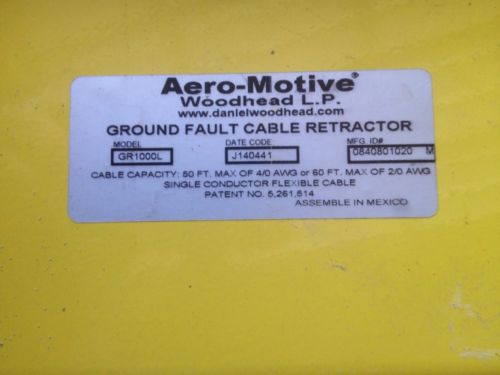 Aero-Motive®
Woodhead L.P.
www.danielwoodhead.com
GROUND FAULT CABLE RETRACTOR
MODEL DATE CODE: MFG. ID#
GR1000L J140441 0840801020 M
CABLE CAPACITY: 50 FT. MAX OF 4/0 AWG or 60 FT. MAX OF 2/0 AWG
SINGLE CONDUCTOR FLEXIBLE CABLE
PATENT NO. 5,261,514
ASSEMBLE IN MEXICO